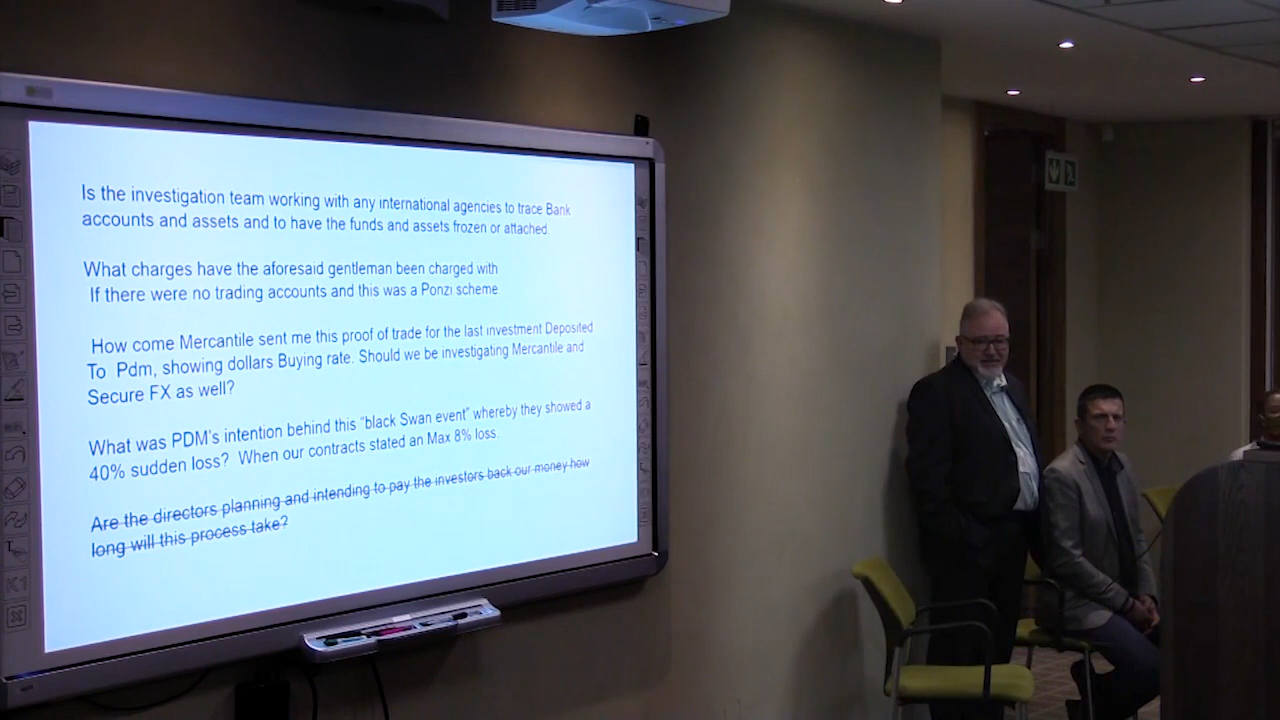 Is the investigation team working with any international agencies to trace Bank
accounts and assets and to have the funds and assets frozen or attached.
What charges have the aforesaid gentleman been charged with
If there were no trading accounts and this was a Ponzi scheme
How come Mercantile sent me this proof of trade for the last investment Deposited
To Pdm, showing dollars Buying rate. Should we be investigating Mercantile and
Secure FX as well?
What was PDM's intention behind this "black Swan event" whereby they showed a
40% sudden loss? When our contracts stated an Max 8% loss.
Are the directors planning and intending to pay the investors back our money how
long will this process take?
K1